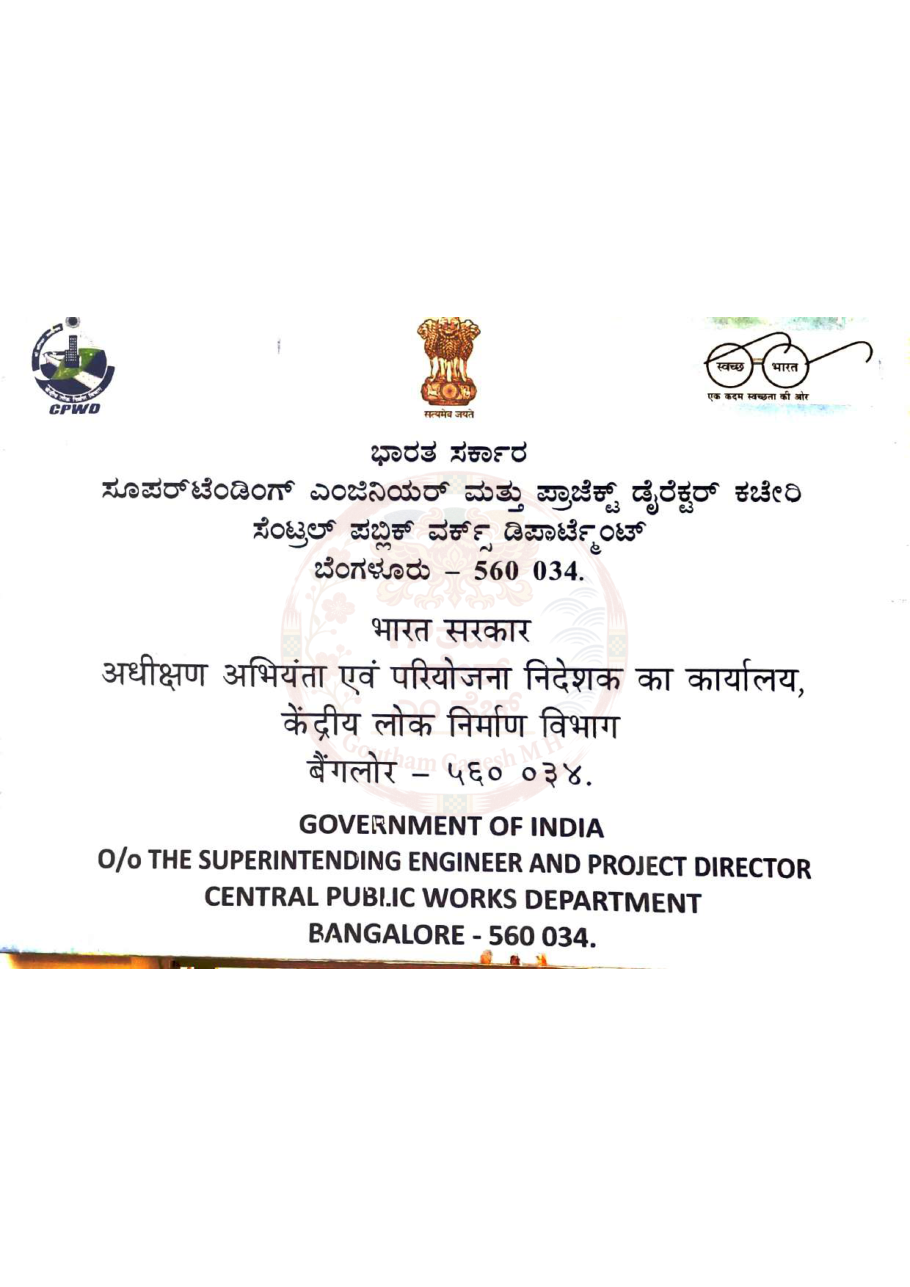 CPWD
सत्यमेव जयते
स्वच्छ भारत
एक कदम स्वच्छता की ओर
ಭಾರತ ಸರ್ಕಾರ
ಸೂಪರ್‌ಟೆಂಡಿಂಗ್ ಎಂಜಿನಿಯರ್ ಮತ್ತು ಪ್ರಾಜೆಕ್ಟ್ ಡೈರೆಕ್ಟರ್ ಕಚೇರಿ
ಸೆಂಟ್ರಲ್ ಪಬ್ಲಿಕ್ ವರ್ಕ್ಸ್ ಡಿಪಾರ್ಟ್ಮೆಂಟ್
ಬೆಂಗಳೂರು – 560 034.
भारत सरकार
अधीक्षण अभियंता एवं परियोजना निदेशक का कार्यालय,
केंद्रीय लोक निर्माण विभाग
Goutham Ganesh M H
बैंगलोर – ५६० ०३४.
GOVERNMENT OF INDIA
O/o THE SUPERINTENDING ENGINEER AND PROJECT DIRECTOR
CENTRAL PUBLIC WORKS DEPARTMENT
BANGALORE - 560 034.